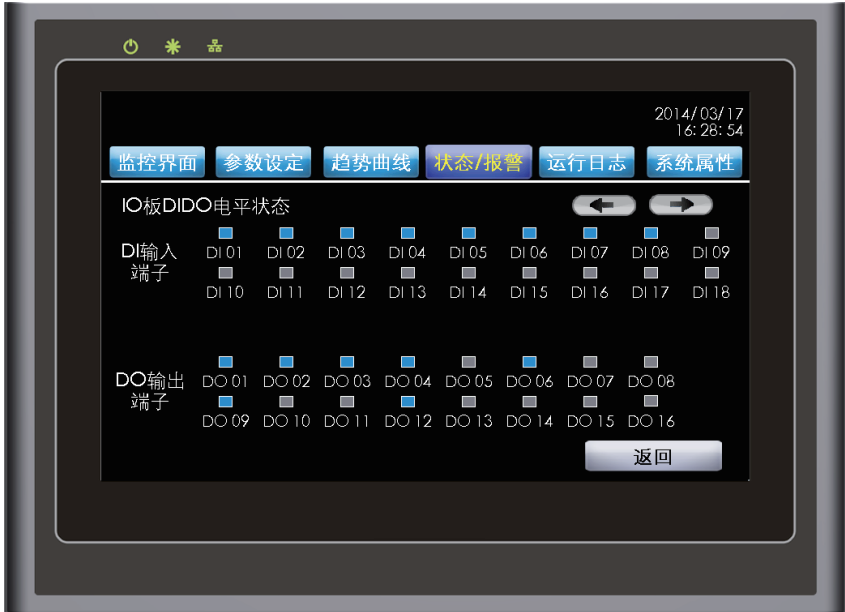 2014/03/17
16:28:54
监控界面 参数设定 趋势曲线 状态/报警 运行日志 系统属性
IO板DIDO电平状态
DI输入端子
DI 01 DI 02 DI 03 DI 04 DI 05 DI 06 DI 07 DI 08 DI 09
DI 10 DI 11 DI 12 DI 13 DI 14 DI 15 DI 16 DI 17 DI 18
DO输出端子
DO 01 DO 02 DO 03 DO 04 DO 05 DO 06 DO 07 DO 08
DO 09 DO 10 DO 11 DO 12 DO 13 DO 14 DO 15 DO 16
返回